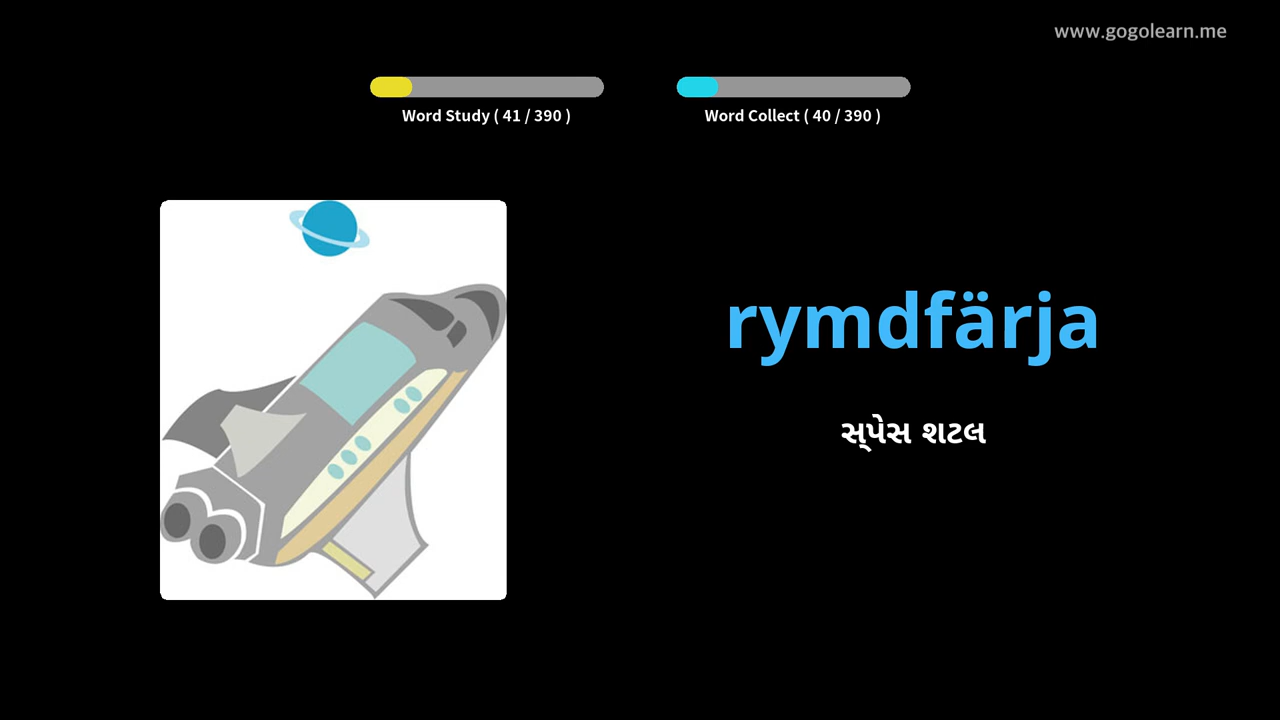 www.gogolearn.me
Word Study ( 41 / 390 )
Word Collect ( 40 / 390 )
rymdfärja
સ્પેસ શટલ